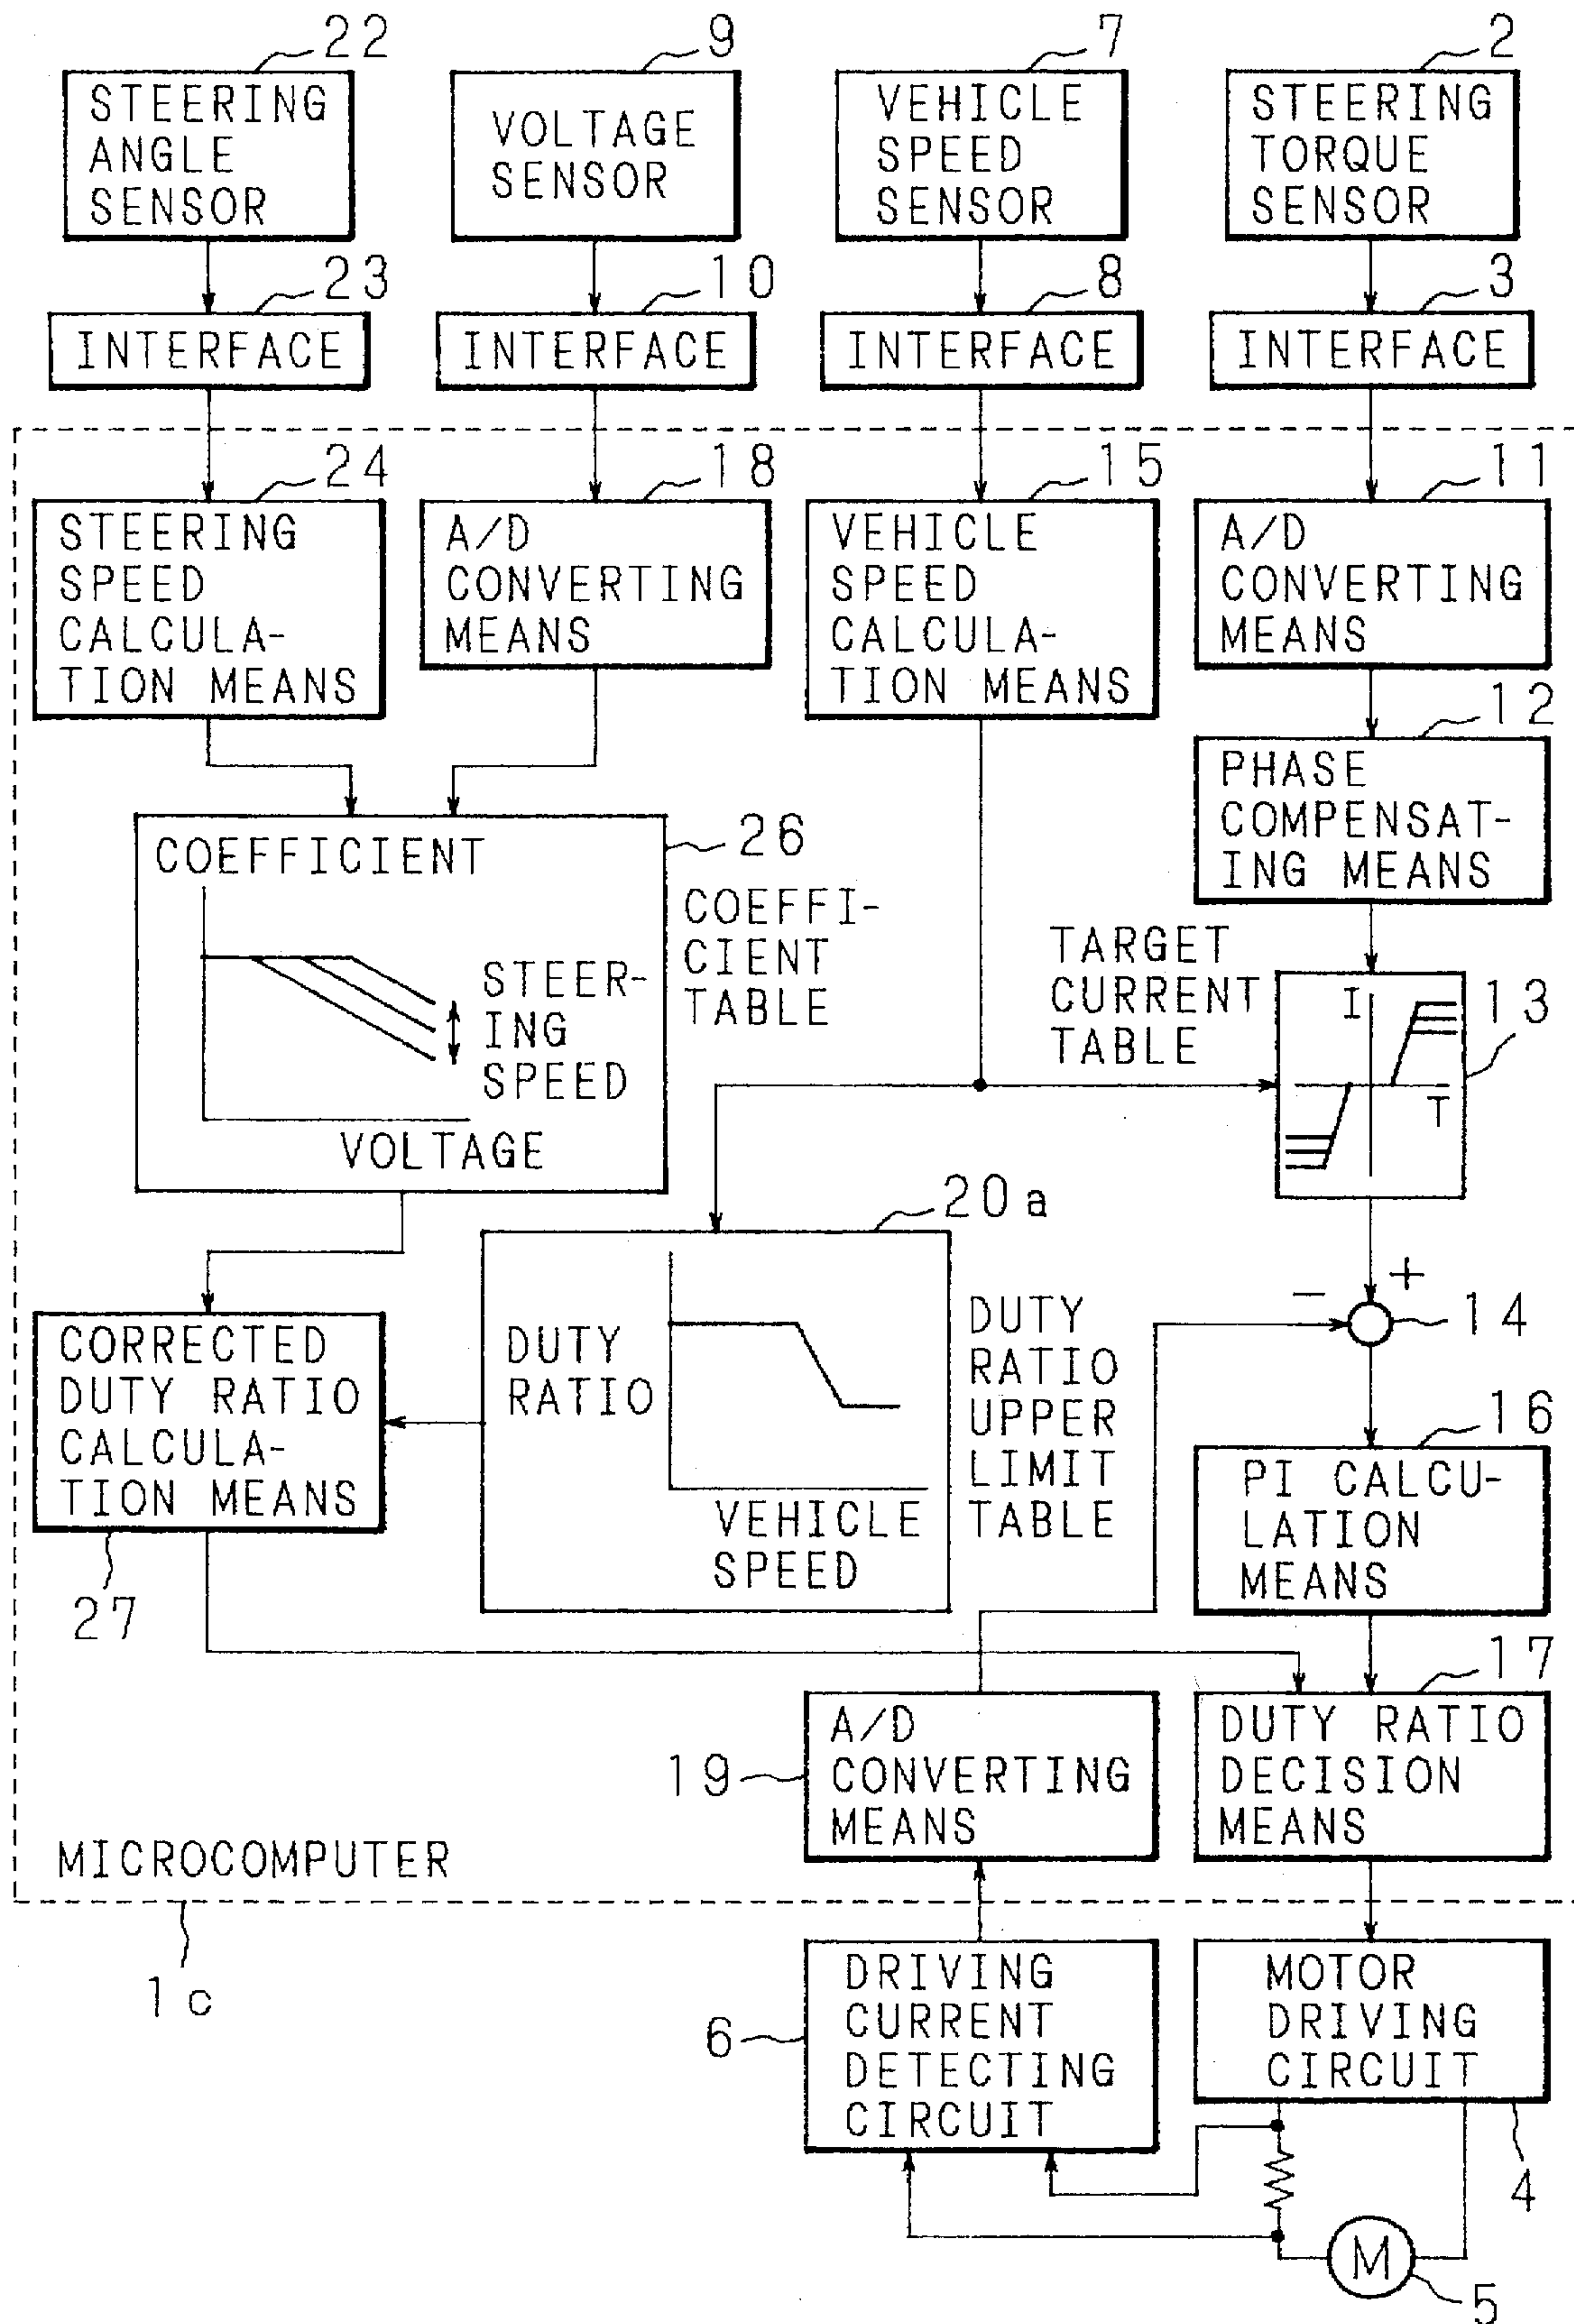 22
9
7
2
STEERING
ANGLE
SENSOR
VOLTAGE
SENSOR
VEHICLE
SPEED
SENSOR
STEERING
TORQUE
SENSOR
23
10
8
3
INTERFACE
INTERFACE
INTERFACE
INTERFACE
24
18
15
11
STEERING
SPEED
CALCULA-
TION MEANS
A/D
CONVERTING
MEANS
VEHICLE
SPEED
CALCULA-
TION MEANS
A/D
CONVERTING
MEANS
12
PHASE
COMPENSAT-
ING MEANS
COEFFICIENT
STEER-
ING
SPEED
VOLTAGE
26
COEFFI-
CIENT
TABLE
TARGET
CURRENT
TABLE
I
T
13
20a
DUTY
RATIO
VEHICLE
SPEED
DUTY
RATIO
UPPER
LIMIT
TABLE
- +
14
CORRECTED
DUTY RATIO
CALCULA-
TION MEANS
27
16
PI CALCU-
LATION
MEANS
17
19
A/D
CONVERTING
MEANS
DUTY RATIO
DECISION
MEANS
MICROCOMPUTER
1c
6
DRIVING
CURRENT
DETECTING
CIRCUIT
MOTOR
DRIVING
CIRCUIT
4
M
5